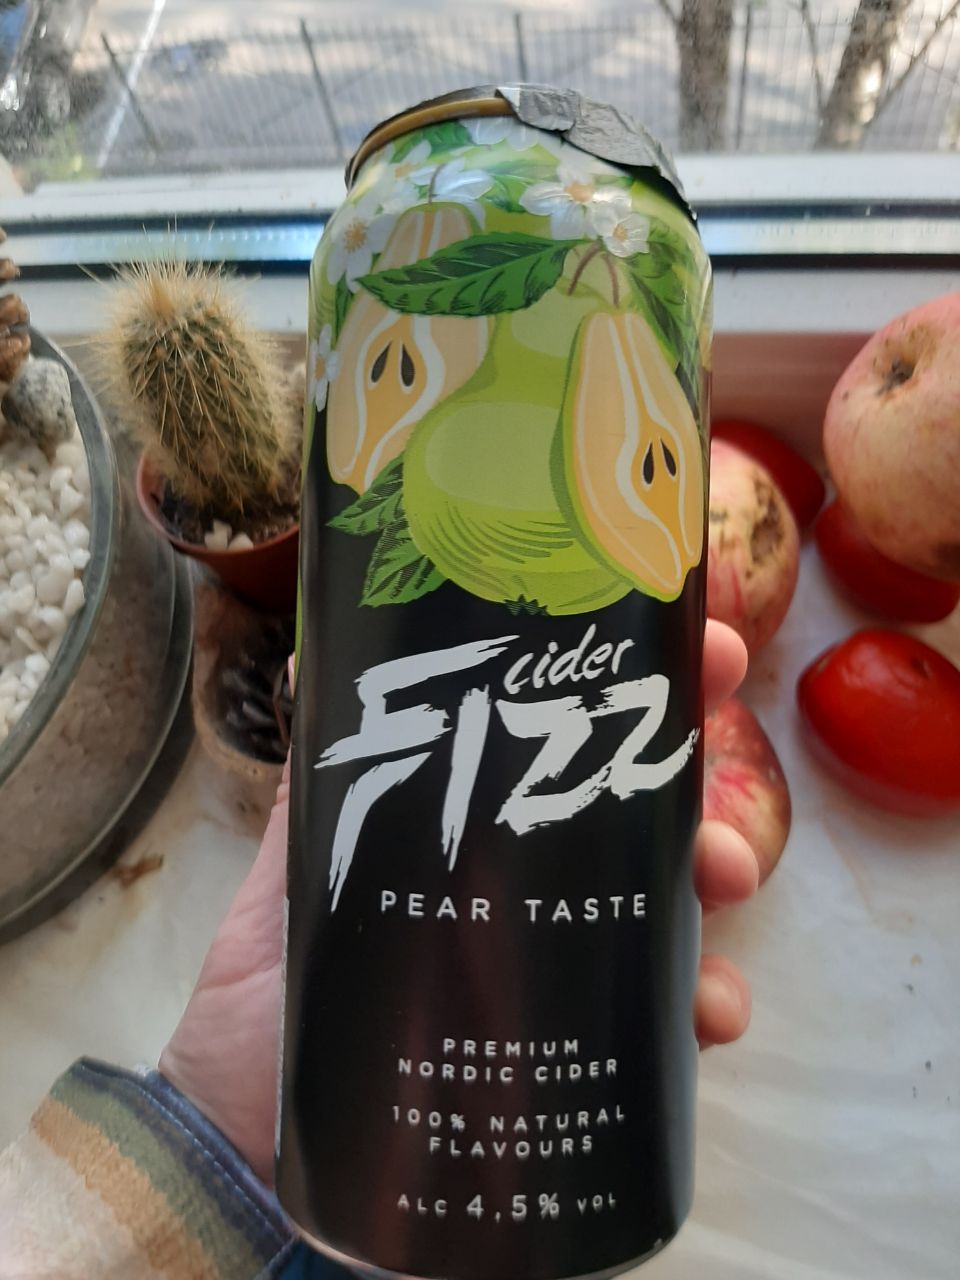 cider
FIZZ
PEAR TASTE
PREMIUM
NORDIC CIDER
100% NATURAL
FLAVOURS
ALC 4,5% VOL